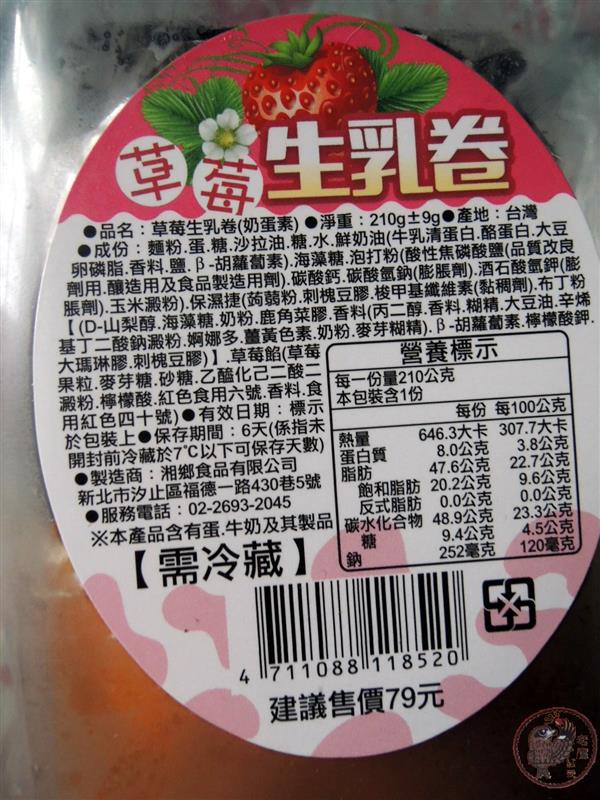 草莓生乳卷
●品名：草莓生乳卷(奶蛋素)●淨重：210g±9g●產地：台灣
●成份：麵粉.蛋.糖.沙拉油.糖.水.鮮奶油(牛乳清蛋白.酪蛋白.大豆
卵磷脂.香料.鹽.β-胡蘿蔔素).海藻糖.泡打粉(酸性焦磷酸鹽(品質改良
劑用.釀造用及食品製造用劑).碳酸鈣.碳酸氫鈉(膨脹劑).酒石酸氫鉀(膨
脹劑).玉米澱粉).保濕捷(蒟蒻粉.刺槐豆膠.梭甲基纖維素(黏稠劑).布丁粉
【(D-山梨醇.海藻糖.奶粉.鹿角菜膠.香料(丙二醇.香料.糊精.大豆油.辛烯
基丁二酸鈉澱粉.婀娜多.薑黃色素.奶粉.麥芽糊精).β-胡蘿蔔素.檸檬酸鉀.
大瑪琳膠.刺槐豆膠)】.草莓餡(草莓
果粒.麥芽糖.砂糖.乙醯化己二酸二
澱粉.檸檬酸.紅色食用六號.香料.食
用紅色四十號)●有效日期：標示
於包裝上●保存期間：6天(係指未
開封前冷藏於7℃以下可保存天數)
●製造商：湘鄉食品有限公司
新北市汐止區福德一路430巷5號
●服務電話：02-2693-2045
※本產品含有蛋.牛奶及其製品
【需冷藏】
營養標示
每一份量210公克
本包裝含1份
每份 每100公克
熱量 646.3大卡 307.7大卡
蛋白質 8.0公克 3.8公克
脂肪 47.6公克 22.7公克
飽和脂肪 20.2公克 9.6公克
反式脂肪 0.0公克 0.0公克
碳水化合物 48.9公克 23.3公克
糖 9.4公克 4.5公克
鈉 252毫克 120毫克
4 711088 118520
建議售價79元